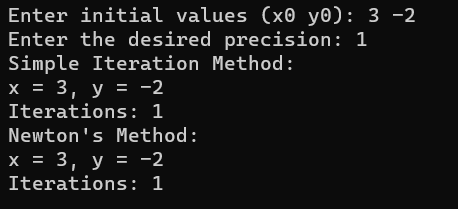 Enter initial values (x0 y0): 3 -2
Enter the desired precision: 1
Simple Iteration Method:
x = 3, y = -2
Iterations: 1
Newton's Method:
x = 3, y = -2
Iterations: 1